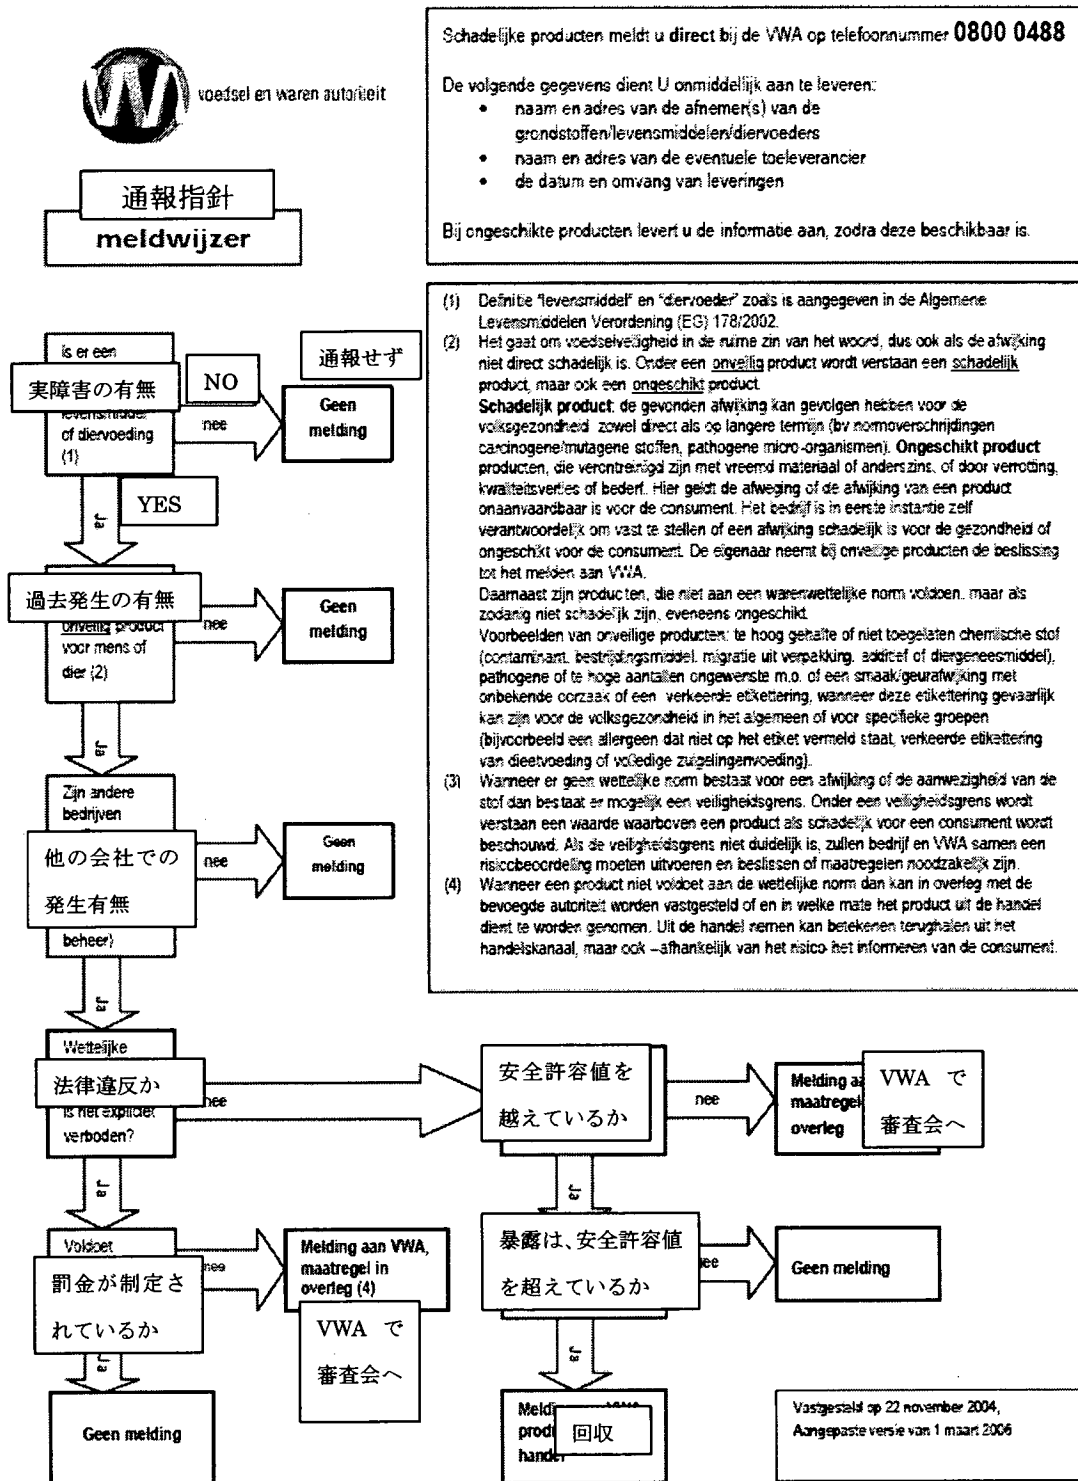 voedsel en waren autoriteit
通報指針
meldwijzer
Schadelijke producten meldt u direct bij de VWA op telefoonnummer 0800 0488
De volgende gegevens dient U onmiddellijk aan te leveren:
• naam en adres van de afnemer(s) van de
grondstoffen/levensmiddelen/diervoeders
• naam en adres van de eventuele toeleverancier
• de datum en omvang van leveringen
Bij ongeschikte producten levert u de informatie aan, zodra deze beschikbaar is.
(1) Definitie "levensmiddel" en "diervoeder" zoals is aangegeven in de Algemene
Levensmiddelen Verordening (EG) 178/2002.
(2) Het gaat om voedselveiligheid in de ruime zin van het woord, dus ook als de afwijking
niet direct schadelijk is. Onder een onveilig product wordt verstaan een schadelijk
product, maar ook een ongeschikt product.
Schadelijk product: de gevonden afwijking kan gevolgen hebben voor de
volksgezondheid zowel direct als op langere termijn (bv normoverschrijdingen
carcinogene/mutagene stoffen, pathogene micro-organismen). Ongeschikt product
producten, die verontreinigd zijn met vreemd materiaal of anderszins, of door verrotting,
kwaliteitsverlies of bederf. Hier geldt de afweging of de afwijking van een product
onaanvaardbaar is voor de consument. Het bedrijf is in eerste instantie zelf
verantwoordelijk om vast te stellen of een afwijking schadelijk is voor de gezondheid of
ongeschikt voor de consument. De eigenaar neemt bij onveilige producten de beslissing
tot het melden aan VWA.
Daarnaast zijn producten, die niet aan een warenwettelijke norm voldoen, maar als
zodanig niet schadelijk zijn, eveneens ongeschikt.
Voorbeelden van onveilige producten: te hoog gehalte of niet toegelaten chemische stof
(contaminant, bestrijdingsmiddel, migratie uit verpakking, additief of diergeneesmiddel),
pathogene of te hoge aantallen ongewenste m.o. of een smaak/geurafwijking met
onbekende oorzaak of een verkeerde etikettering, wanneer deze etikettering gevaarlijk
kan zijn voor de volksgezondheid in het algemeen of voor specifieke groepen
(bijvoorbeeld een allergeen dat niet op het etiket vermeld staat, verkeerde etikettering
van dieetvoeding of volledige zuigelingenvoeding).
(3) Wanneer er geen wettelijke norm bestaat voor een afwijking of de aanwezigheid van de
stof dan bestaat er mogelijk een veiligheidsgrens. Onder een veiligheidsgrens wordt
verstaan een waarde waarboven een product als schadelijk voor een consument wordt
beschouwd. Als de veiligheidsgrens niet duidelijk is, zullen bedrijf en VWA samen een
risicobeoordeling moeten uitvoeren en beslissen of maatregelen noodzakelijk zijn.
(4) Wanneer een product niet voldoet aan de wettelijke norm dan kan in overleg met de
bevoegde autoriteit worden vastgesteld of en in welke mate het product uit de handel
dient te worden genomen. Uit de handel nemen kan betekenen terughalen uit het
handelskanaal, maar ook –afhankelijk van het risico- het informeren van de consument.
Is er een
実障害の有無
levensmiddel
of diervoeding
(1)
NO
nee
通報せず
Geen
melding
Ja
YES
過去発生の有無
onveilig product
voor mens of
dier (2)
nee
Geen
melding
Ja
Zijn andere
bedrijven
他の会社での
発生有無
beheer)
nee
Geen
melding
Ja
Wettelijke
法律違反か
is het expliciet
verboden?
nee
安全許容値を
越えているか
nee
Melding aa
maatregel
overleg
VWA で
審査会へ
Ja
Ja
Voldoet
罰金が制定さ
れているか
nee
Melding aan VWA,
maatregel in
overleg (4)
VWA で
審査会へ
暴露は、安全許容値
を超えているか
nee
Geen melding
Ja
Ja
Geen melding
Meldi
prod
handel
回収
Vastgesteld op 22 november 2004,
Aangepaste versie van 1 maart 2006